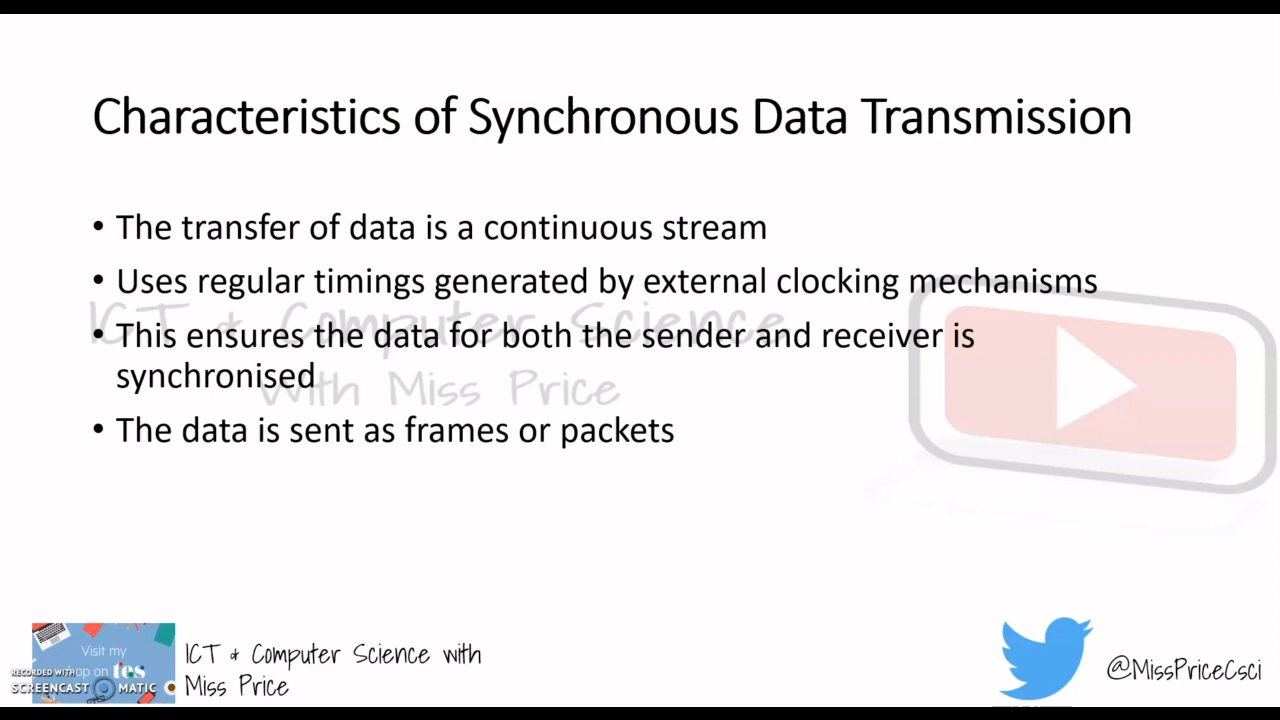 Characteristics of Synchronous Data Transmission
• The transfer of data is a continuous stream
• Uses regular timings generated by external clocking mechanisms
• This ensures the data for both the sender and receiver is
synchronised
• The data is sent as frames or packets
ICT & Computer Science
with Miss Price
Visit my
shop on tes
RECORDED WITH
SCREENCAST MATIC
ICT & Computer Science with
Miss Price
@MissPriceCsci